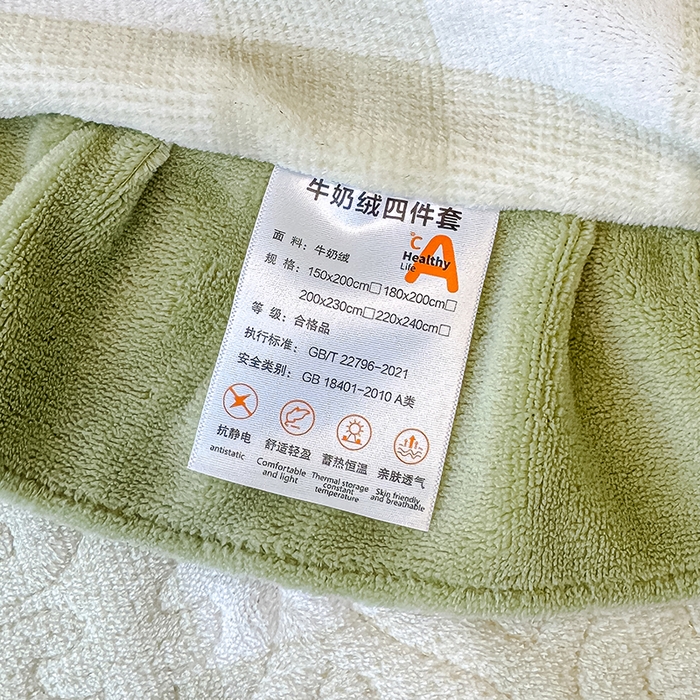 牛奶绒四件套
面 料：牛奶绒
℃ A
Healthy
Life
规 格：150x200cm□ 180x200cm□
200x230cm□ 220x240cm□
等 级：合格品
执行标准：GB/T 22796-2021
安全类别：GB 18401-2010 A类
抗静电
antistatic
舒适轻盈
Comfortable
and light
蓄热恒温
Thermal storage
constant
temperature
亲肤透气
Skin friendly
and breathable